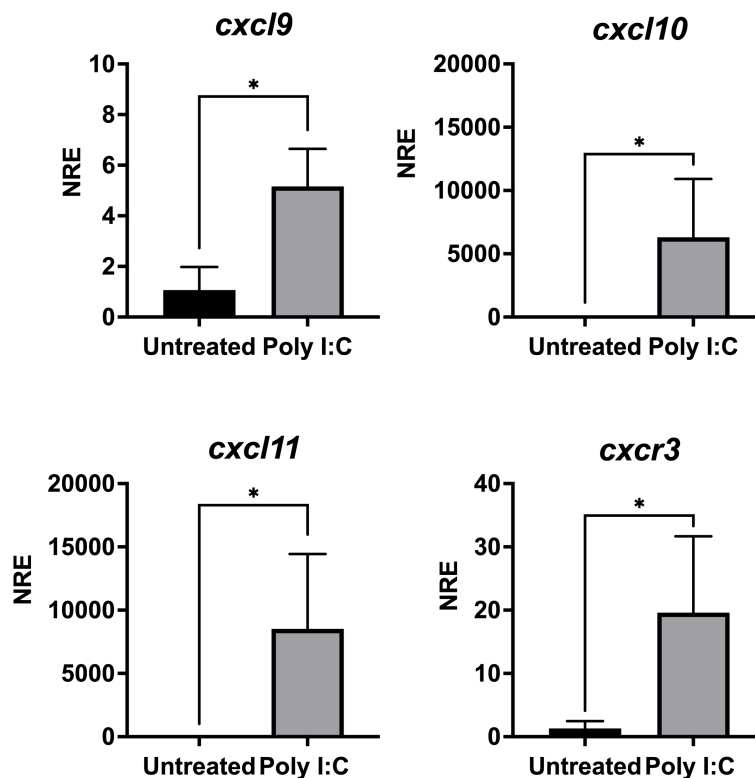 cxcl9
10
8
6
4
2
0
NRE
*
Untreated Poly I:C
cxcl10
20000
15000
10000
5000
0
NRE
*
Untreated Poly I:C
cxcl11
20000
15000
10000
5000
0
NRE
*
Untreated Poly I:C
cxcr3
40
30
20
10
0
NRE
*
Untreated Poly I:C